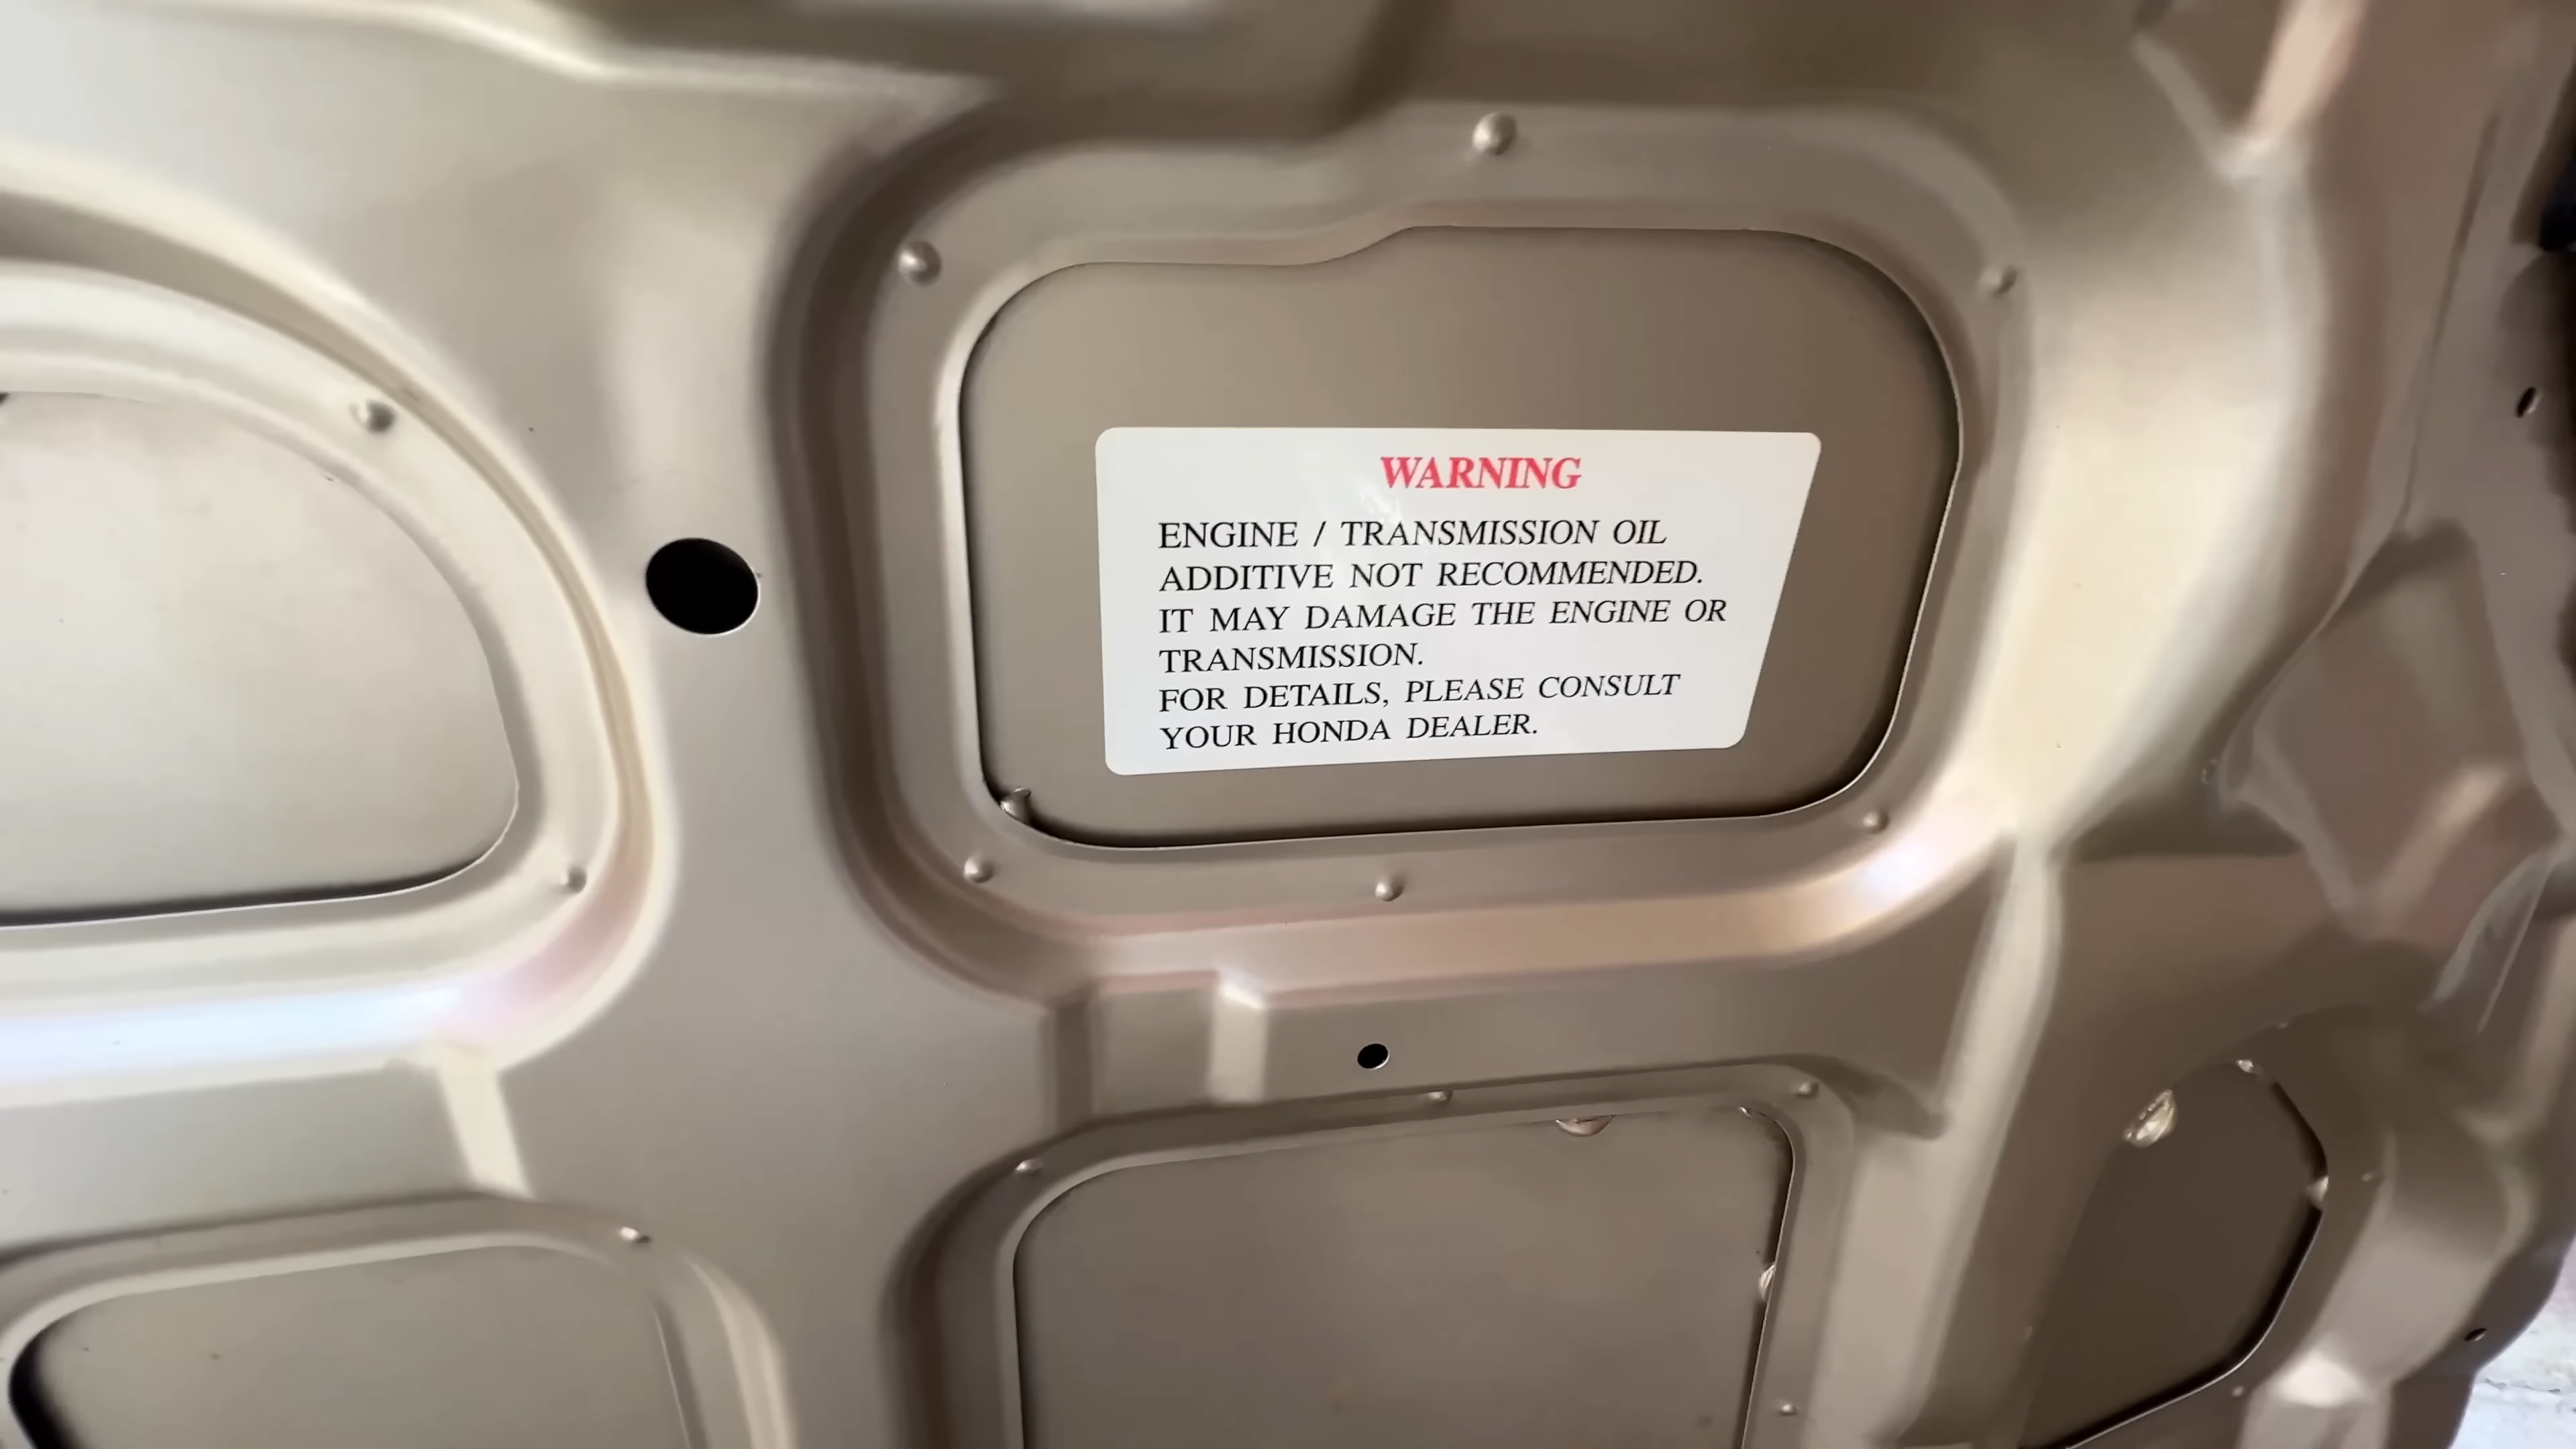 WARNING
ENGINE / TRANSMISSION OIL
ADDITIVE NOT RECOMMENDED.
IT MAY DAMAGE THE ENGINE OR
TRANSMISSION.
FOR DETAILS, PLEASE CONSULT
YOUR HONDA DEALER.